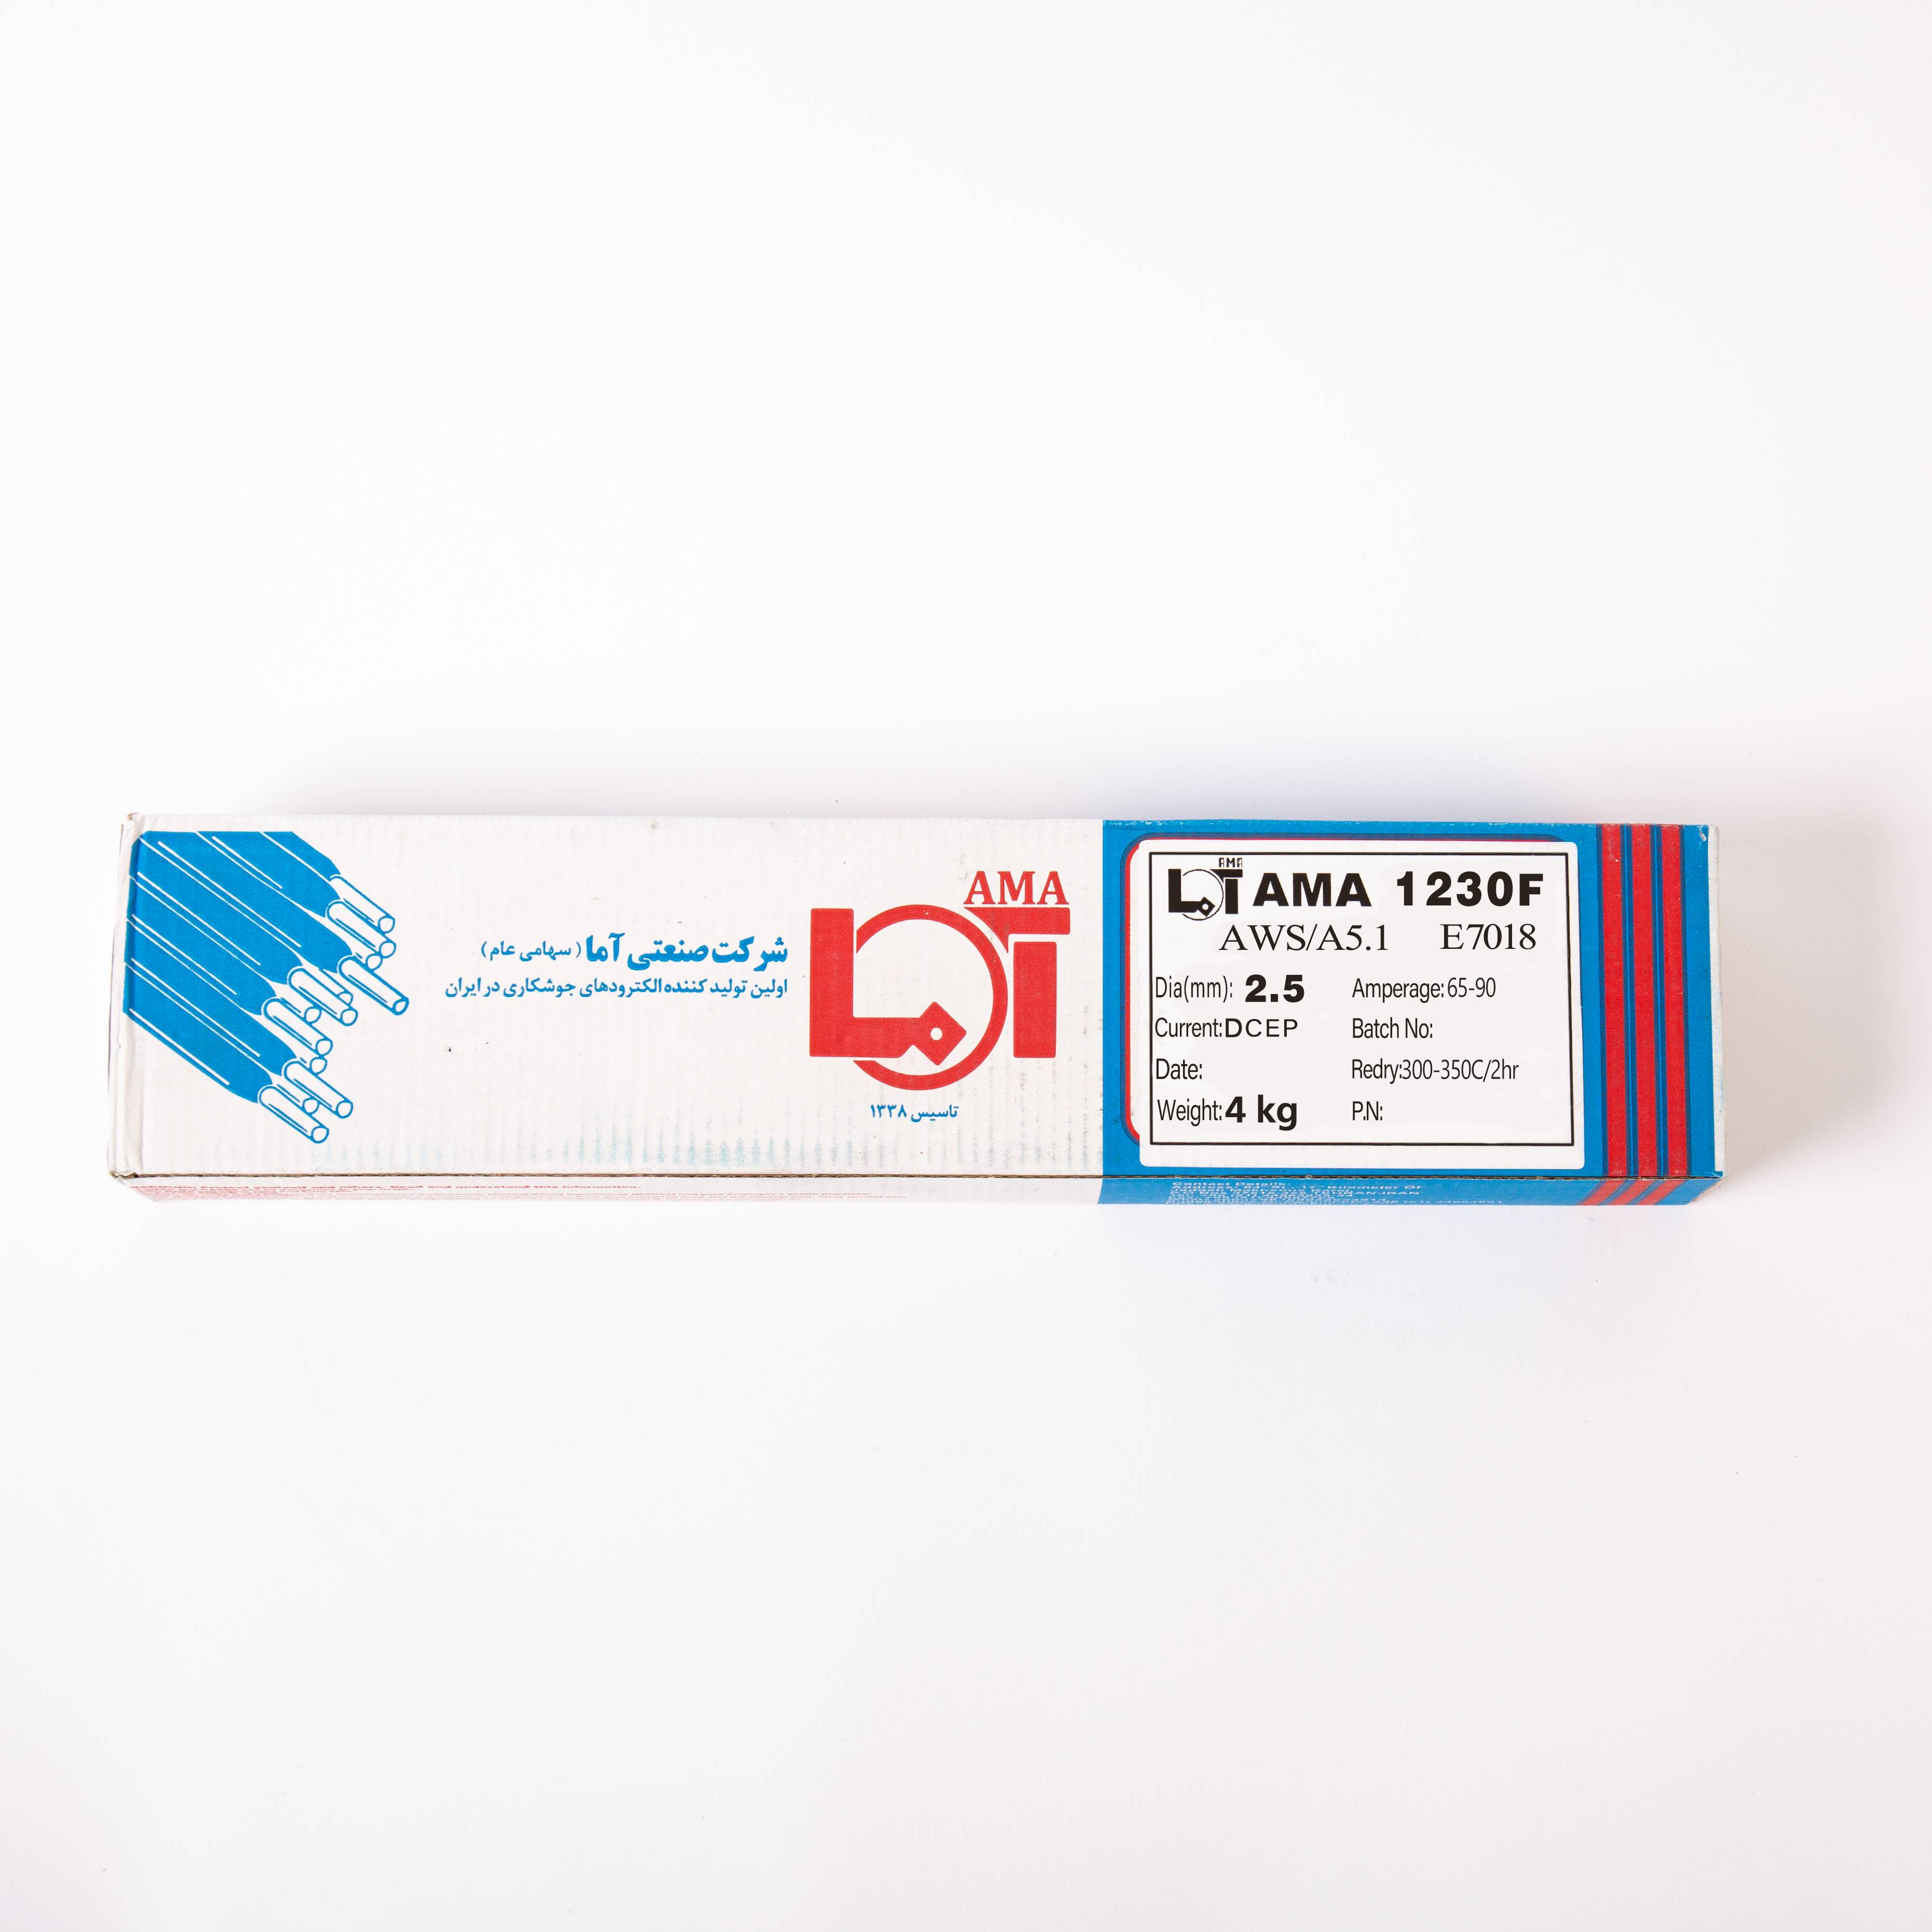 AMA
آما
شرکت صنعتی آما (سهامی عام)
اولین تولید کننده الکترودهای جوشکاری در ایران
تاسیس ۱۳۳۸
AMA
آما AMA 1230F
AWS/A5.1 E7018
Dia(mm): 2.5 Amperage:65-90
Current:DCEP Batch No:
Date: Redry:300-350C/2hr
Weight:4 kg P.N: